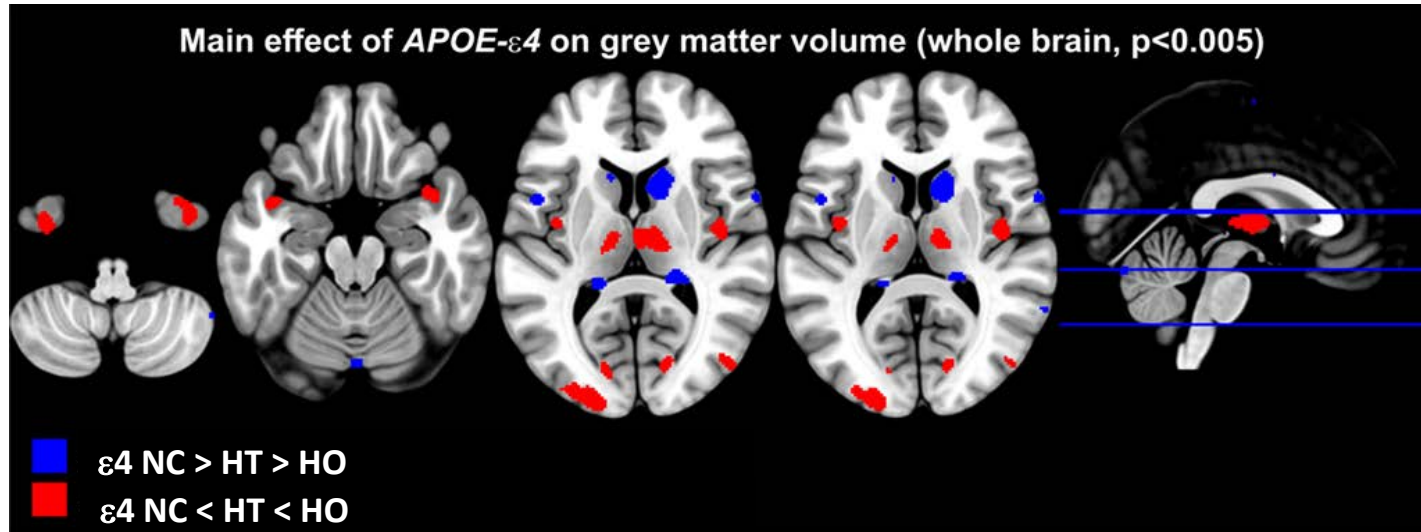 Main effect of APOE-ε4 on grey matter volume (whole brain, p<0.005)
ε4 NC > HT > HO
ε4 NC < HT < HO